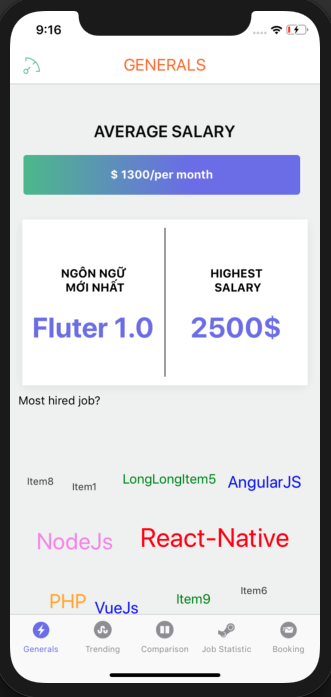 9:16
GENERALS
AVERAGE SALARY
$ 1300/per month
NGÔN NGỮ
MỚI NHẤT
Fluter 1.0
HIGHEST
SALARY
2500$
Most hired job?
Item8
Item1
LongLongItem5
AngularJS
NodeJs
React-Native
PHP
VueJs
Item9
Item6
Generals
Trending
Comparison
Job Statistic
Booking